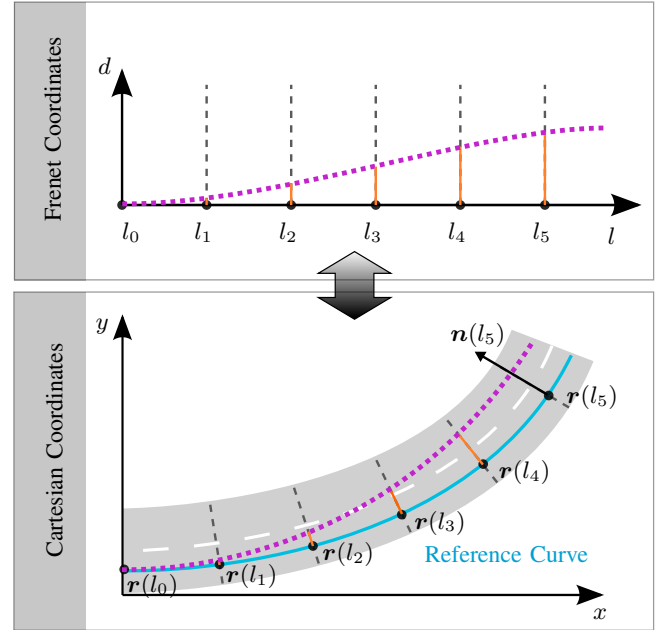 Frenet Coordinates
d
l₀ l₁ l₂ l₃ l₄ l₅ l
Cartesian Coordinates
y
n(l₅)
r(l₅)
r(l₄)
r(l₃)
r(l₂)
Reference Curve
r(l₀) r(l₁)
x